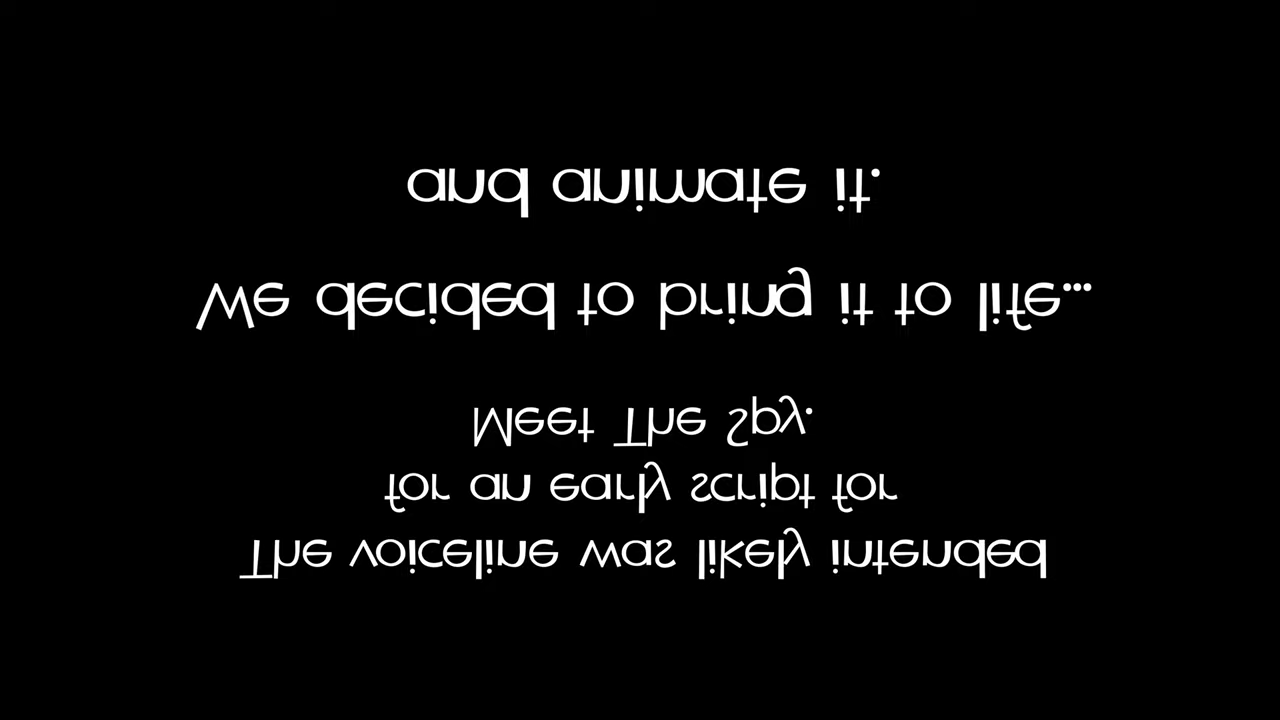 The voiceline was likely intended
for an early script for
Meet The Spy.
We decided to bring it to life...
and animate it.